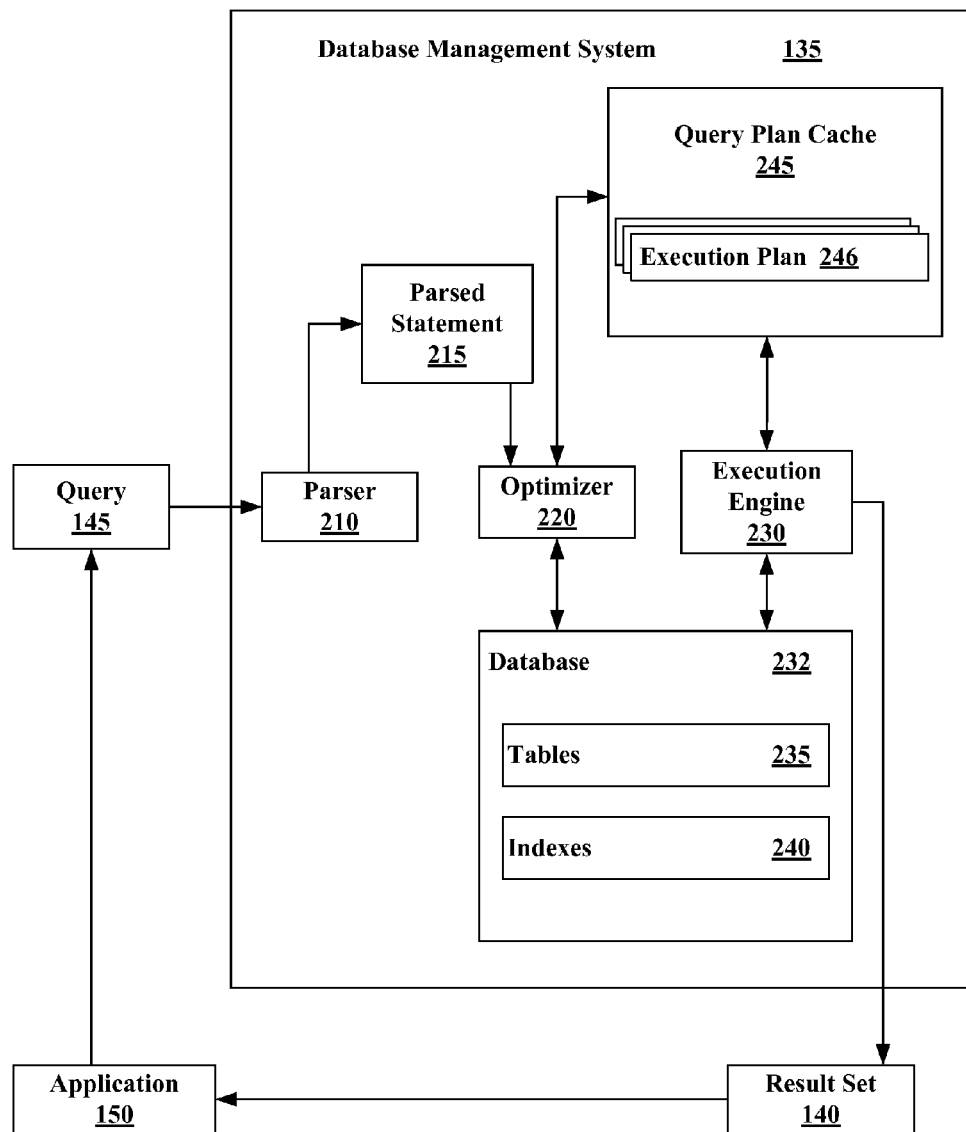 Database Management System 135
Query Plan Cache
245
Execution Plan 246
Parsed
Statement
215
Query
145
Parser
210
Optimizer
220
Execution
Engine
230
Database 232
Tables 235
Indexes 240
Application
150
Result Set
140